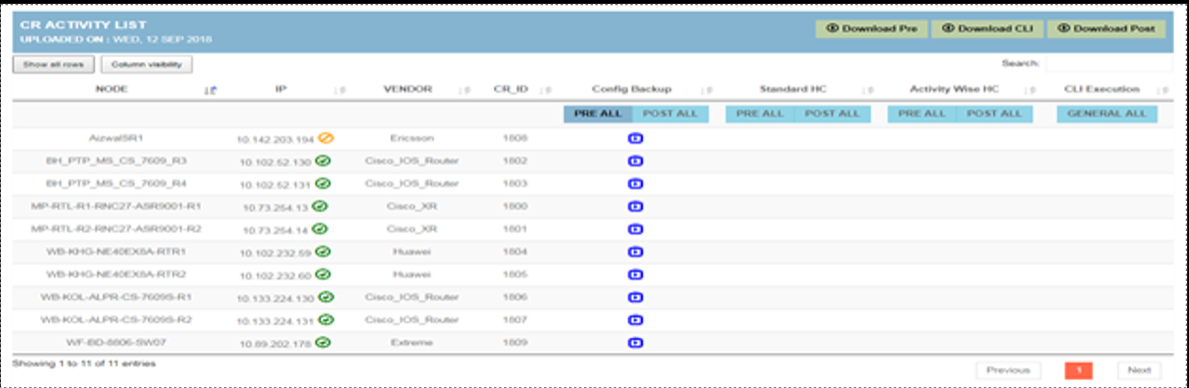 CR ACTIVITY LIST
UPLOADED ON : WED, 12 SEP 2018
Download Pre Download CLI Download Post
Show all rows Column visibility Search:
NODE IP VENDOR CR_ID Config Backup Standard HC Activity Wise HC CLI Execution
PRE ALL POST ALL PRE ALL POST ALL PRE ALL POST ALL GENERAL ALL
AizwalSR1 10.142.203.194 Ericsson 1808
BH_PTP_MS_CS_7609_R3 10.102.52.130 Cisco_IOS_Router 1802
BH_PTP_MS_CS_7609_R4 10.102.52.131 Cisco_IOS_Router 1803
MP-RTL-R1-RNC27-ASR9001-R1 10.73.254.13 Cisco_XR 1800
MP-RTL-R2-RNC27-ASR9001-R2 10.73.254.14 Cisco_XR 1801
WB-KHG-NE40EX8A-RTR1 10.102.232.59 Huawei 1804
WB-KHG-NE40EX8A-RTR2 10.102.232.60 Huawei 1805
WB-KOL-ALPR-CS-7609S-R1 10.133.224.130 Cisco_IOS_Router 1806
WB-KOL-ALPR-CS-7609S-R2 10.133.224.131 Cisco_IOS_Router 1807
WF-BD-8806-SW07 10.89.202.178 Extreme 1809
Showing 1 to 11 of 11 entries
Previous 1 Next